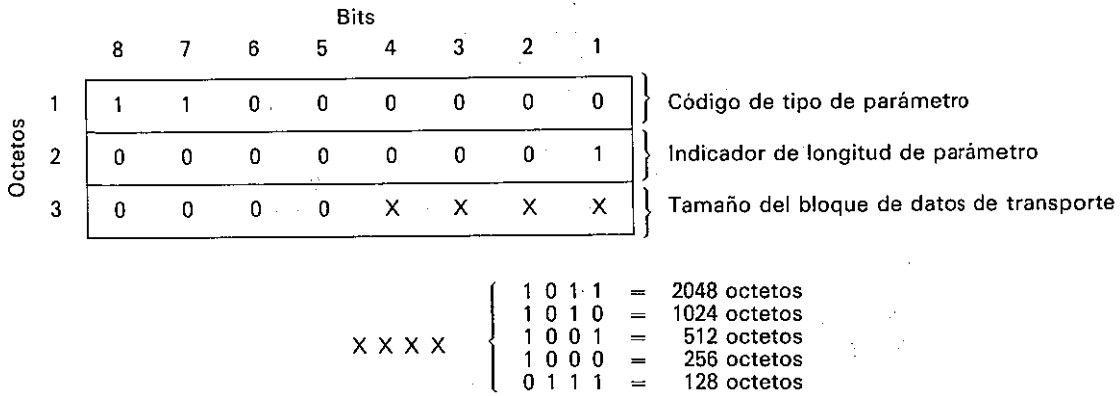 Bits
8 7 6 5 4 3 2 1
Octetos
1 1 1 0 0 0 0 0 0 Código de tipo de parámetro
2 0 0 0 0 0 0 0 1 Indicador de longitud de parámetro
3 0 0 0 0 X X X X Tamaño del bloque de datos de transporte
1 0 1 1 = 2048 octetos
1 0 1 0 = 1024 octetos
X X X X 1 0 0 1 = 512 octetos
1 0 0 0 = 256 octetos
0 1 1 1 = 128 octetos